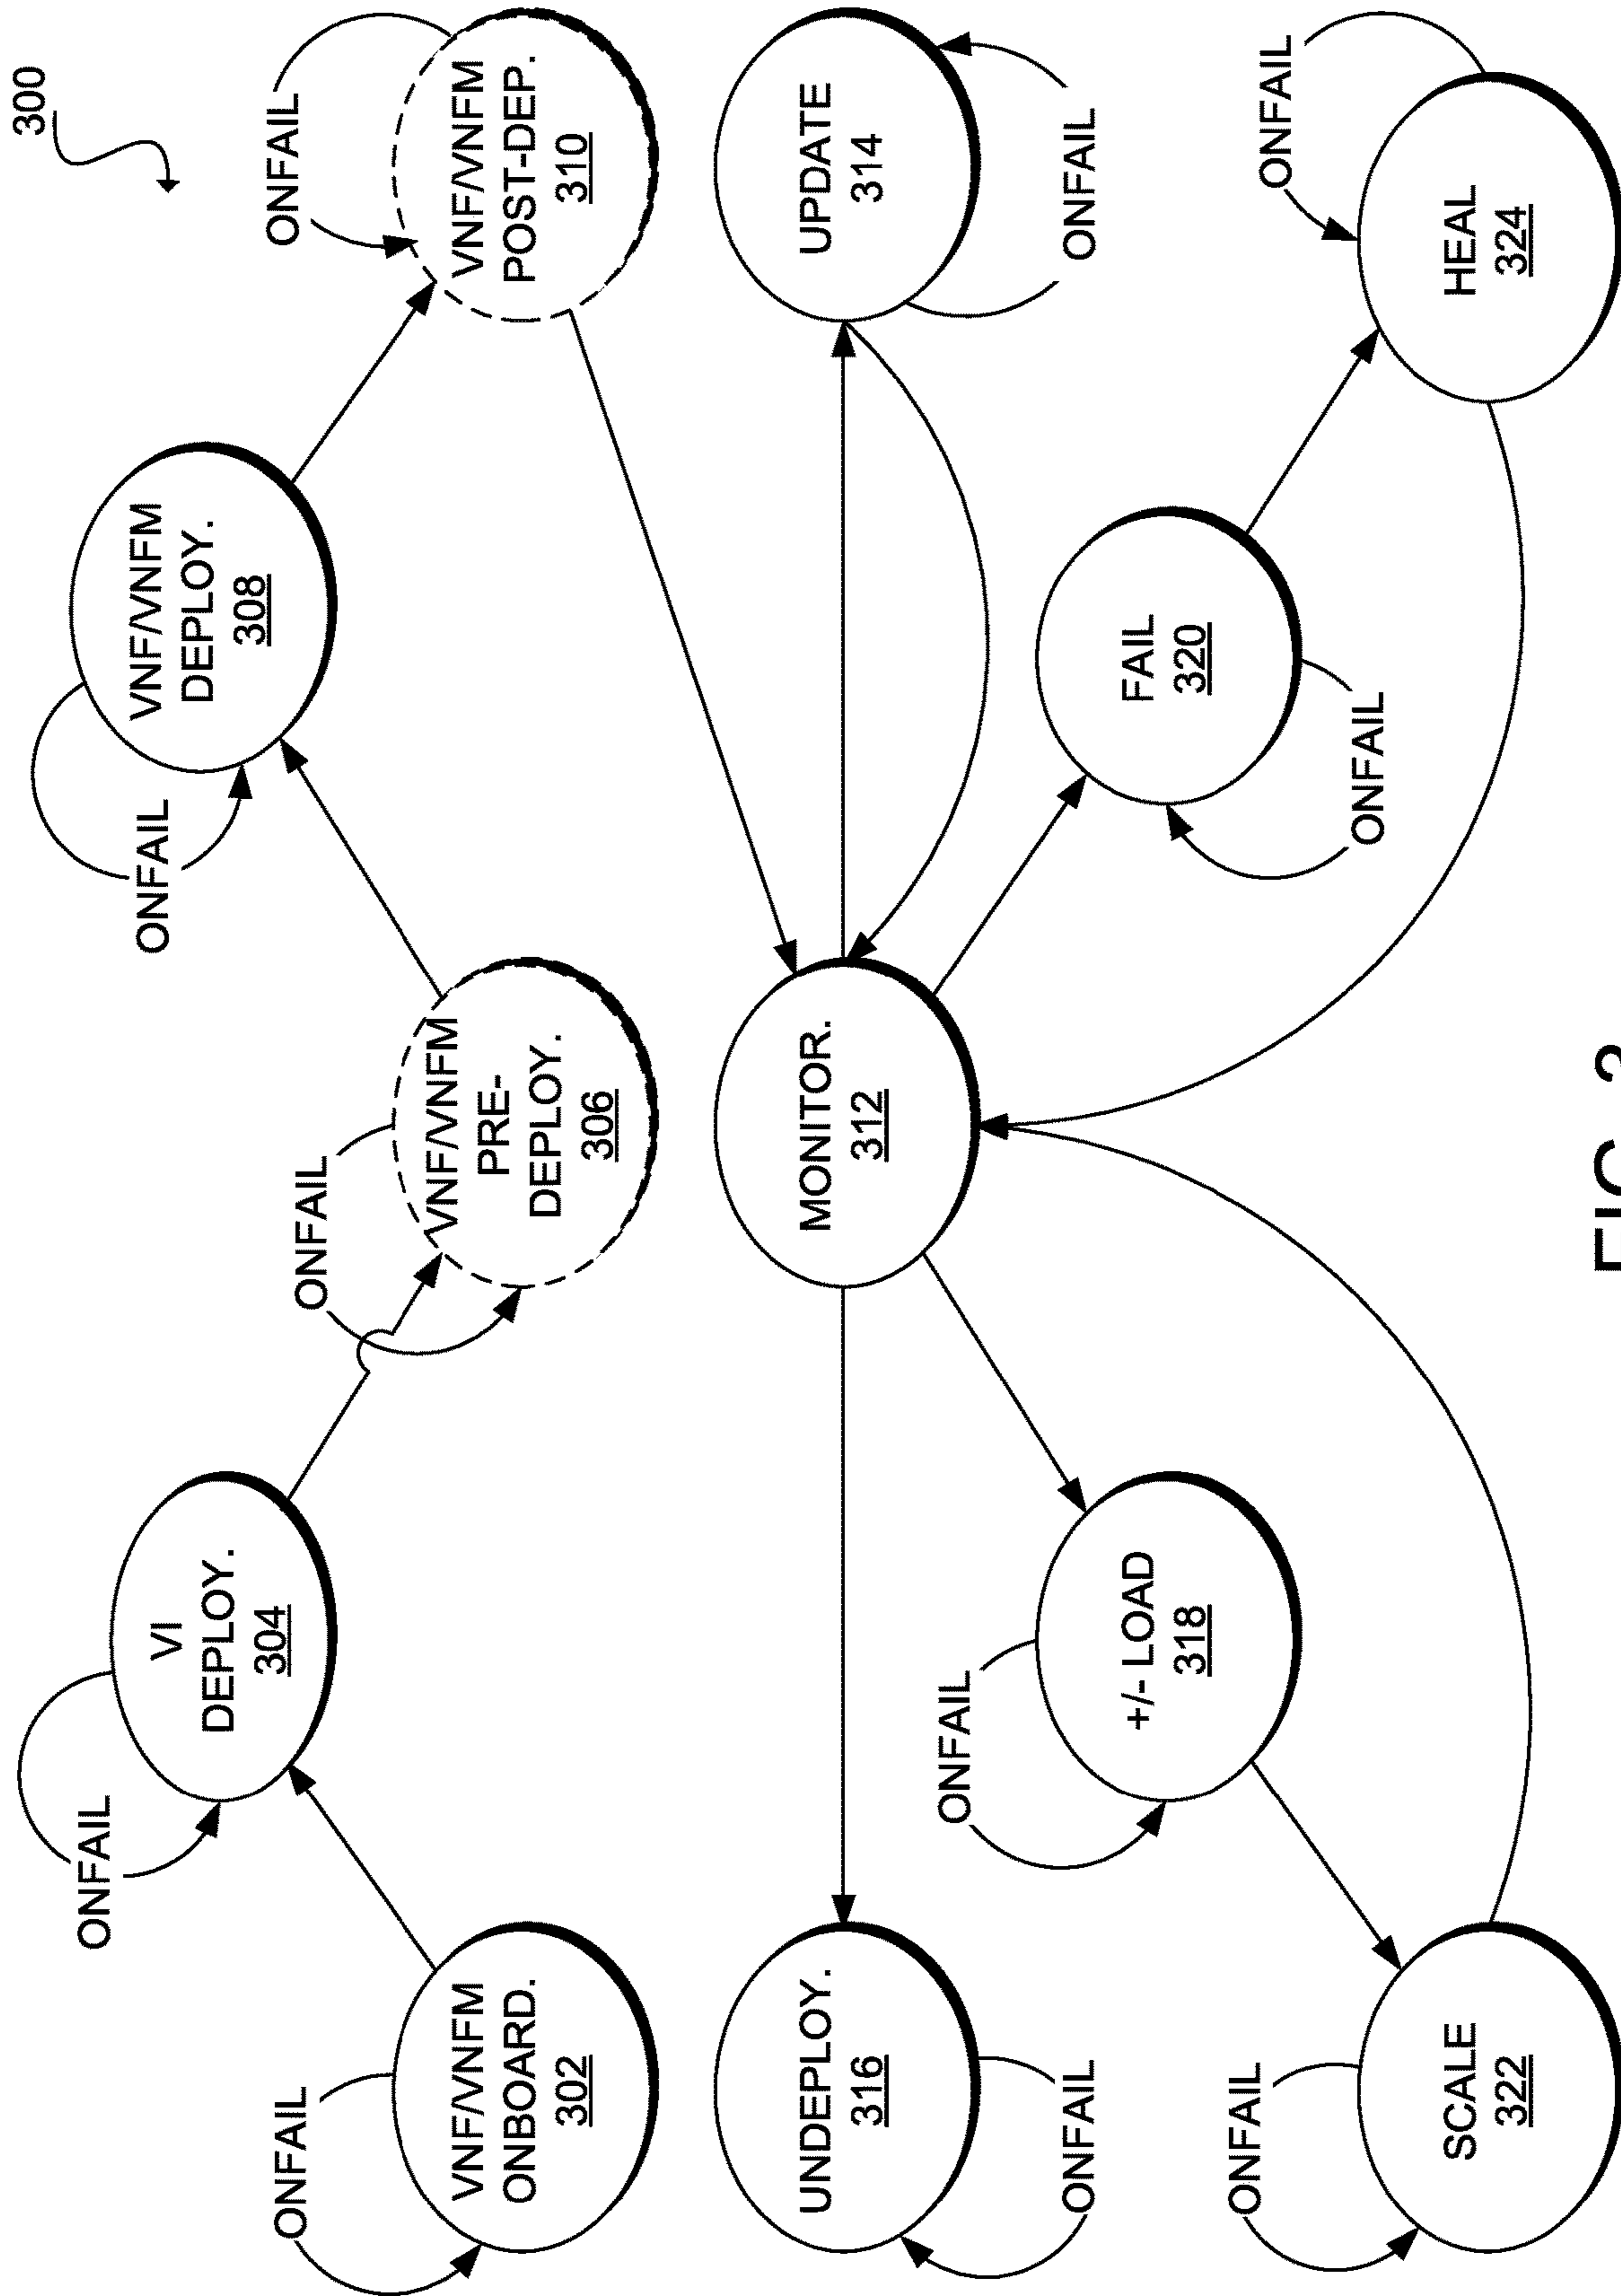 300
ONFAIL
VNF/VNFM
ONBOARD.
302
ONFAIL
VI
DEPLOY.
304
ONFAIL
VNF/VNFM
PRE-
DEPLOY.
306
ONFAIL
VNF/VNFM
DEPLOY.
308
ONFAIL
VNF/VNFM
POST-DEP.
310
UNDEPLOY.
316
ONFAIL
MONITOR.
312
UPDATE
314
ONFAIL
ONFAIL
+/- LOAD
318
FAIL
320
ONFAIL
ONFAIL
SCALE
322
ONFAIL
HEAL
324